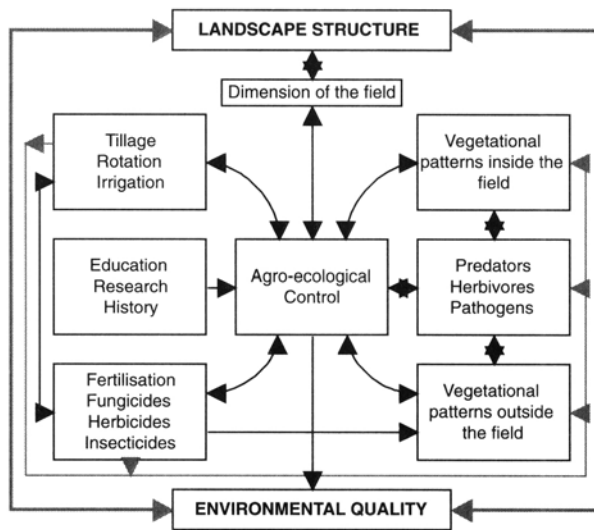 LANDSCAPE STRUCTURE
Dimension of the field
Tillage
Rotation
Irrigation
Vegetational
patterns inside the
field
Education
Research
History
Agro-ecological
Control
Predators
Herbivores
Pathogens
Fertilisation
Fungicides
Herbicides
Insecticides
Vegetational
patterns outside
the field
ENVIRONMENTAL QUALITY